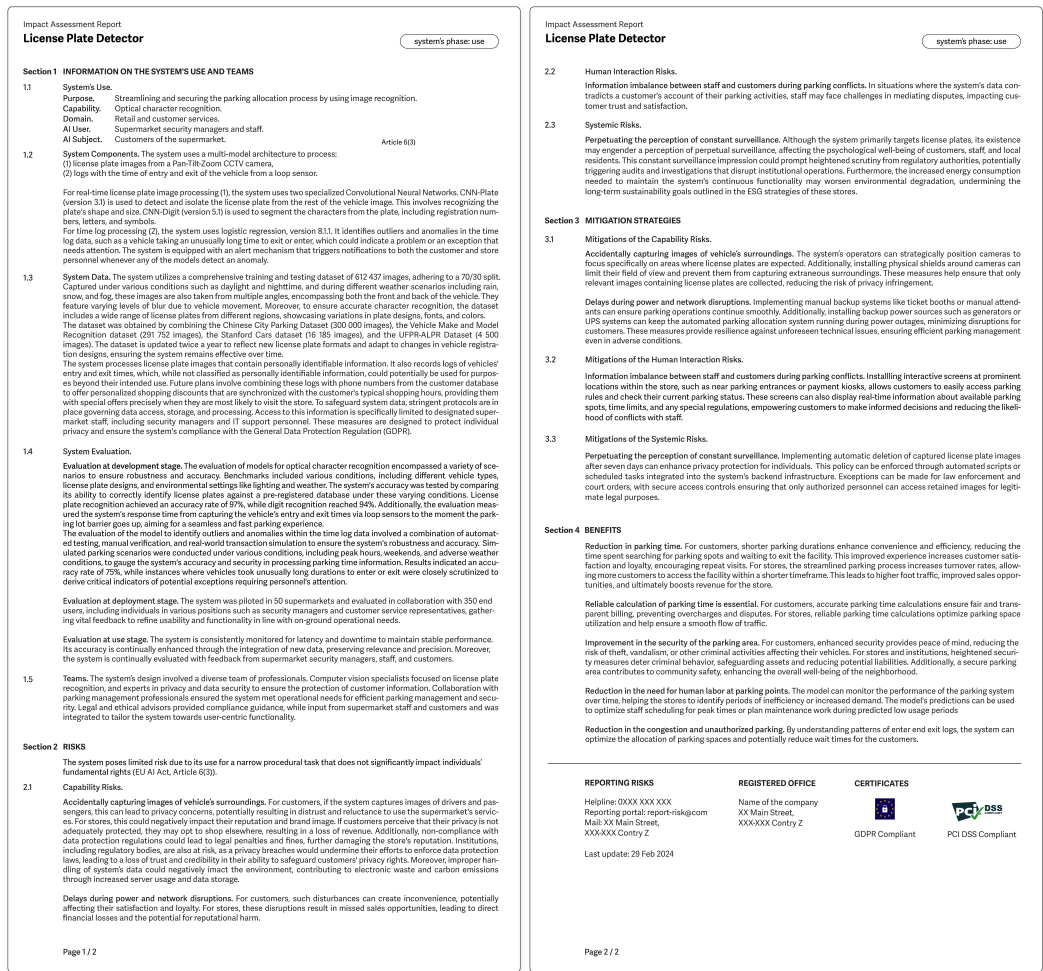 Impact Assessment Report
License Plate Detector
system's phase: use
Section 1 INFORMATION ON THE SYSTEM'S USE AND TEAMS
1.1 System's Use.
Purpose. Streamlining and securing the parking allocation process by using image recognition.
Capability. Optical character recognition.
Domain. Retail and customer services.
AI User. Supermarket security managers and staff.
AI Subject. Customers of the supermarket.
Article 6(3)
1.2 System Components. The system uses a multi-model architecture to process:
(1) license plate images from a Pan-Tilt-Zoom CCTV camera,
(2) logs with the time of entry and exit of the vehicle from a loop sensor.
For real-time license plate image processing (1), the system uses two specialized Convolutional Neural Networks. CNN-Plate
(version 3.1) is used to detect and isolate the license plate from the rest of the vehicle image. This involves recognizing the
plate's shape and size. CNN-Digit (version 5.1) is used to segment the characters from the plate, including registration num-
bers, letters, and symbols.
For time log processing (2), the system uses logistic regression, version 8.1.1. It identifies outliers and anomalies in the time
log data, such as a vehicle taking an unusually long time to exit or enter, which could indicate a problem or an exception that
needs attention. The system is equipped with an alert mechanism that triggers notifications to both the customer and store
personnel whenever any of the models detect an anomaly.
1.3 System Data. The system utilizes a comprehensive training and testing dataset of 612 437 images, adhering to a 70/30 split.
Captured under various conditions such as daylight and nighttime, and during different weather scenarios including rain,
snow, and fog, these images are also taken from multiple angles, encompassing both the front and back of the vehicle. They
feature varying levels of blur due to vehicle movement. Moreover, to ensure accurate character recognition, the dataset
includes a wide range of license plates from different regions, showcasing variations in plate designs, fonts, and colors.
The dataset was obtained by combining the Chinese City Parking Dataset (300 000 images), the Vehicle Make and Model
Recognition dataset (291 752 images), the Stanford Cars dataset (16 185 images), and the UFPR-ALPR Dataset (4 500
images). The dataset is updated twice a year to reflect new license plate formats and adapt to changes in vehicle registra-
tion designs, ensuring the system remains effective over time.
The system processes license plate images that contain personally identifiable information. It also records logs of vehicles'
entry and exit times, which, while not classified as personally identifiable information, could potentially be used for purpos-
es beyond their intended use. Future plans involve combining these logs with phone numbers from the customer database
to offer personalized shopping discounts that are synchronized with the customer's typical shopping hours, providing them
with special offers precisely when they are most likely to visit the store. To safeguard system data, stringent protocols are in
place governing data access, storage, and processing. Access to this information is specifically limited to designated super-
market staff, including security managers and IT support personnel. These measures are designed to protect individual
privacy and ensure the system's compliance with the General Data Protection Regulation (GDPR).
1.4 System Evaluation.
Evaluation at development stage. The evaluation of models for optical character recognition encompassed a variety of sce-
narios to ensure robustness and accuracy. Benchmarks included various conditions, including different vehicle types,
license plate designs, and environmental settings like lighting and weather. The system's accuracy was tested by comparing
its ability to correctly identify license plates against a pre-registered database under these varying conditions. License
plate recognition achieved an accuracy rate of 97%, while digit recognition reached 94%. Additionally, the evaluation meas-
ured the system's response time from capturing the vehicle's entry and exit times via loop sensors to the moment the park-
ing lot barrier goes up, aiming for a seamless and fast parking experience.
The evaluation of the model to identify outliers and anomalies within the time log data involved a combination of automat-
ed testing, manual verification, and real-world transaction simulation to ensure the system's robustness and accuracy. Sim-
ulated parking scenarios were conducted under various conditions, including peak hours, weekends, and adverse weather
conditions, to gauge the system's accuracy and security in processing parking time information. Results indicated an accu-
racy rate of 75%, while instances where vehicles took unusually long durations to enter or exit were closely scrutinized to
derive critical indicators of potential exceptions requiring personnel's attention.
Evaluation at deployment stage. The system was piloted in 50 supermarkets and evaluated in collaboration with 350 end
users, including individuals in various positions such as security managers and customer service representatives, gather-
ing vital feedback to refine usability and functionality in line with on-ground operational needs.
Evaluation at use stage. The system is consistently monitored for latency and downtime to maintain stable performance.
Its accuracy is continually enhanced through the integration of new data, preserving relevance and precision. Moreover,
the system is continually evaluated with feedback from supermarket security managers, staff, and customers.
1.5 Teams. The system's design involved a diverse team of professionals. Computer vision specialists focused on license plate
recognition, and experts in privacy and data security to ensure the protection of customer information. Collaboration with
parking management professionals ensured the system met operational needs for efficient parking management and secu-
rity. Legal and ethical advisors provided compliance guidance, while input from supermarket staff and customers and was
integrated to tailor the system towards user-centric functionality.
Section 2 RISKS
The system poses limited risk due to its use for a narrow procedural task that does not significantly impact individuals'
fundamental rights (EU AI Act, Article 6(3)).
2.1 Capability Risks.
Accidentally capturing images of vehicle's surroundings. For customers, if the system captures images of drivers and pas-
sengers, this can lead to privacy concerns, potentially resulting in distrust and reluctance to use the supermarket's servic-
es. For stores, this could negatively impact their reputation and brand image. If customers perceive that their privacy is not
adequately protected, they may opt to shop elsewhere, resulting in a loss of revenue. Additionally, non-compliance with
data protection regulations could lead to legal penalties and fines, further damaging the store's reputation. Institutions,
including regulatory bodies, are also at risk, as a privacy breaches would undermine their efforts to enforce data protection
laws, leading to a loss of trust and credibility in their ability to safeguard customers' privacy rights. Moreover, improper han-
dling of system's data could negatively imact the environment, contributing to electronic waste and carbon emissions
through increased server usage and data storage.
Delays during power and network disruptions. For customers, such disturbances can create inconvenience, potentially
affecting their satisfaction and loyalty. For stores, these disruptions result in missed sales opportunities, leading to direct
financial losses and the potential for reputational harm.
Page 1 / 2
Impact Assessment Report
License Plate Detector
system's phase: use
2.2 Human Interaction Risks.
Information imbalance between staff and customers during parking conflicts. In situations where the system's data con-
tradicts a customer's account of their parking activities, staff may face challenges in mediating disputes, impacting cus-
tomer trust and satisfaction.
2.3 Systemic Risks.
Perpetuating the perception of constant surveillance. Although the system primarily targets license plates, its existence
may engender a perception of perpetual surveillance, affecting the psychological well-being of customers, staff, and local
residents. This constant surveillance impression could prompt heightened scrutiny from regulatory authorities, potentially
triggering audits and investigations that disrupt institutional operations. Furthermore, the increased energy consumption
needed to maintain the system's continuous functionality may worsen environmental degradation, undermining the
long-term sustainability goals outlined in the ESG strategies of these stores.
Section 3 MITIGATION STRATEGIES
3.1 Mitigations of the Capability Risks.
Accidentally capturing images of vehicle's surroundings. The system's operators can strategically position cameras to
focus specifically on areas where license plates are expected. Additionally, installing physical shields around cameras can
limit their field of view and prevent them from capturing extraneous surroundings. These measures help ensure that only
relevant images containing license plates are collected, reducing the risk of privacy infringement.
Delays during power and network disruptions. Implementing manual backup systems like ticket booths or manual attend-
ants can ensure parking operations continue smoothly. Additionally, installing backup power sources such as generators or
UPS systems can keep the automated parking allocation system running during power outages, minimizing disruptions for
customers. These measures provide resilience against unforeseen technical issues, ensuring efficient parking management
even in adverse conditions.
3.2 Mitigations of the Human Interaction Risks.
Information imbalance between staff and customers during parking conflicts. Installling interactive screens at prominent
locations within the store, such as near parking entrances or payment kiosks, allows customers to easily access parking
rules and check their current parking status. These screens can also display real-time information about available parking
spots, time limits, and any special regulations, empowering customers to make informed decisions and reducing the likeli-
hood of conflicts with staff.
3.3 Mitigations of the Systemic Risks.
Perpetuating the perception of constant surveillance. Implementing automatic deletion of captured license plate images
after seven days can enhance privacy protection for individuals. This policy can be enforced through automated scripts or
scheduled tasks integrated into the system's backend infrastructure. Exceptions can be made for law enforcement and
court orders, with secure access controls ensuring that only authorized personnel can access retained images for legiti-
mate legal purposes.
Section 4 BENEFITS
Reduction in parking time. For customers, shorter parking durations enhance convenience and efficiency, reducing the
time spent searching for parking spots and waiting to exit the facility. This improved experience increases customer satis-
faction and loyalty, encouraging repeat visits. For stores, the streamlined parking process increases turnover rates, allow-
ing more customers to access the facility within a shorter timeframe. This leads to higher foot traffic, improved sales oppor-
tunities, and ultimately boosts revenue for the store.
Reliable calculation of parking time is essential. For customers, accurate parking time calculations ensure fair and trans-
parent billing, preventing overcharges and disputes. For stores, reliable parking time calculations optimize parking space
utilization and help ensure a smooth flow of traffic.
Improvement in the security of the parking area. For customers, enhanced security provides peace of mind, reducing the
risk of theft, vandalism, or other criminal activities affecting their vehicles. For stores and institutions, heightened securi-
ty measures deter criminal behavior, safeguarding assets and reducing potential liabilities. Additionally, a secure parking
area contributes to community safety, enhancing the overall well-being of the neighborhood.
Reduction in the need for human labor at parking points. The model can monitor the performance of the parking system
over time, helping the stores to identify periods of inefficiency or increased demand. The model's predictions can be used
to optimize staff scheduling for peak times or plan maintenance work during predicted low usage periods
Reduction in the congestion and unauthorized parking. By understanding patterns of enter end exit logs, the system can
optimize the allocation of parking spaces and potentially reduce wait times for the customers.
REPORTING RISKS
Helpline: 0XXX XXX XXX
Reporting portal: report-risk@com
Mail: XX Main Street,
XXX-XXX Contry Z
Last update: 29 Feb 2024
REGISTERED OFFICE
Name of the company
XX Main Street,
XXX-XXX Contry Z
CERTIFICATES
GDPR Compliant
PCI DSS
COMPLIANT
PCI DSS Compliant
Page 2 / 2